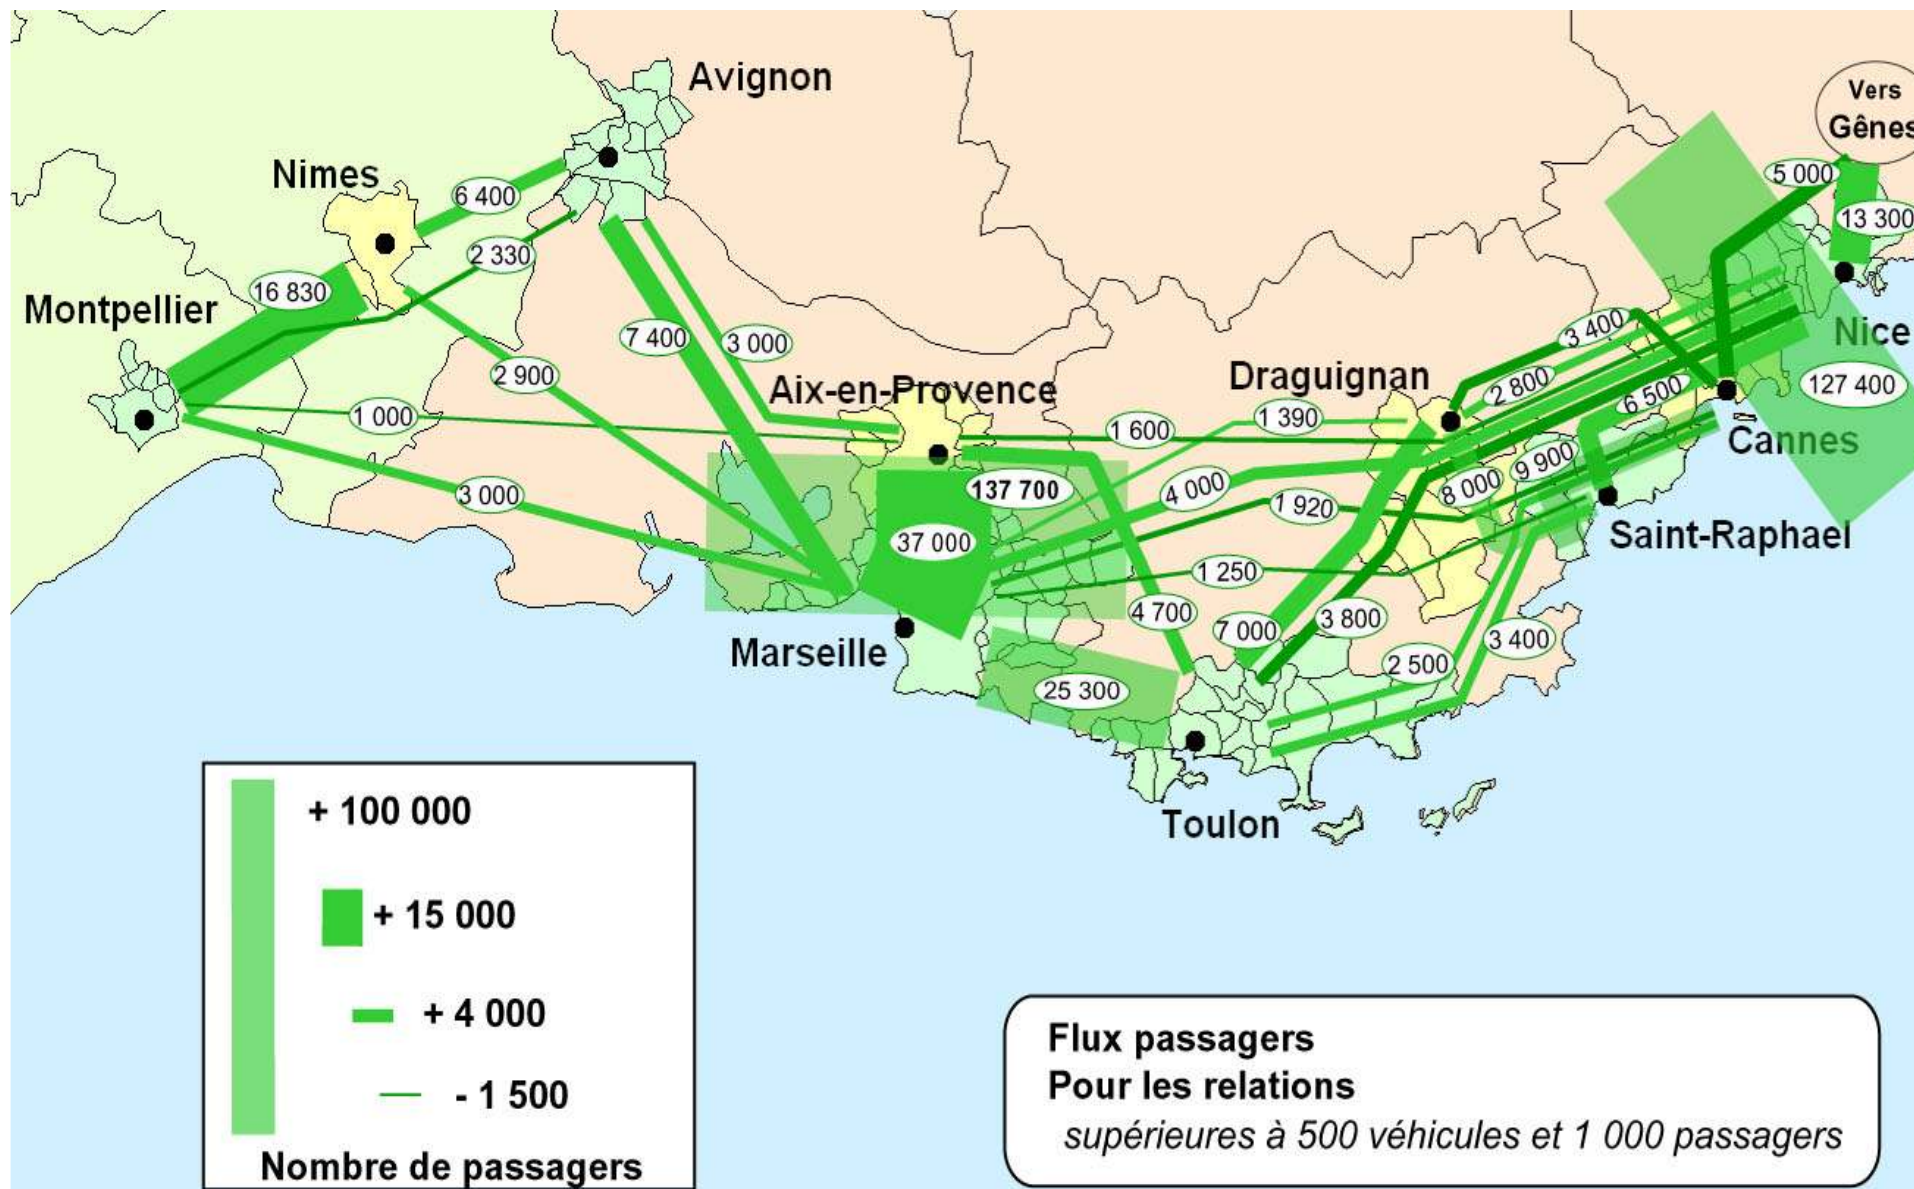 Avignon
Vers
Gênes
Nimes
6 400
5 000
13 300
2 330
16 830
Montpellier
7 400
3 000
3 400
Nice
2 900
Aix-en-Provence
Draguignan
2 800
6 500
127 400
1 000
1 600
1 390
Cannes
3 000
137 700
4 000
1 920
8 000
9 900
37 000
Saint-Raphael
1 250
4 700
7 000
3 800
3 400
Marseille
2 500
25 300
Toulon
+ 100 000
+ 15 000
+ 4 000
- 1 500
Nombre de passagers
Flux passagers
Pour les relations
supérieures à 500 véhicules et 1 000 passagers